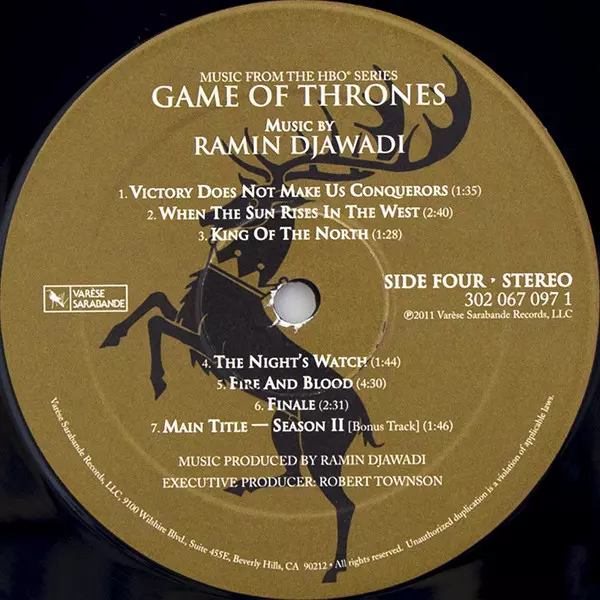 MUSIC FROM THE HBO® SERIES
GAME OF THRONES
MUSIC BY
RAMIN DJAWADI
1. VICTORY DOES NOT MAKE US CONQUERORS (1:35)
2. WHEN THE SUN RISES IN THE WEST (2:40)
3. KING OF THE NORTH (1:28)
VARÈSE
SARABANDE
SIDE FOUR • STEREO
302 067 097 1
℗2011 Varèse Sarabande Records, LLC
4. THE NIGHT'S WATCH (1:44)
5. FIRE AND BLOOD (4:30)
6. FINALE (2:31)
7. MAIN TITLE — SEASON II [Bonus Track] (1:46)
MUSIC PRODUCED BY RAMIN DJAWADI
EXECUTIVE PRODUCER: ROBERT TOWNSON
Varèse Sarabande Records, LLC, 9100 Wilshire Blvd., Suite 455E, Beverly Hills, CA 90212 • All rights reserved. Unauthorized duplication is a violation of applicable laws.